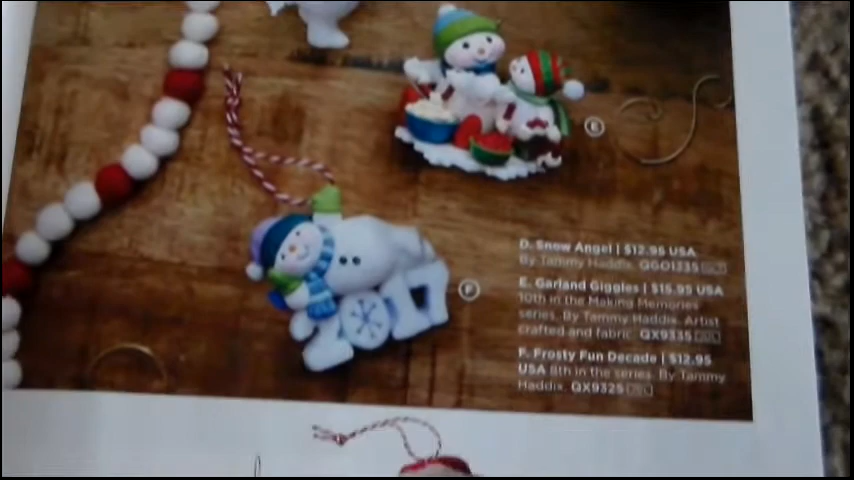 E
F
D. Snow Angel | $12.95 USA
By Tammy Haddix. QGO1335
E. Garland Giggles | $15.95 USA
10th in the Making Memories
series. By Tammy Haddix. Artist
crafted and fabric. QX9335
F. Frosty Fun Decade | $12.95
USA 8th in the series. By Tammy
Haddix. QX9325